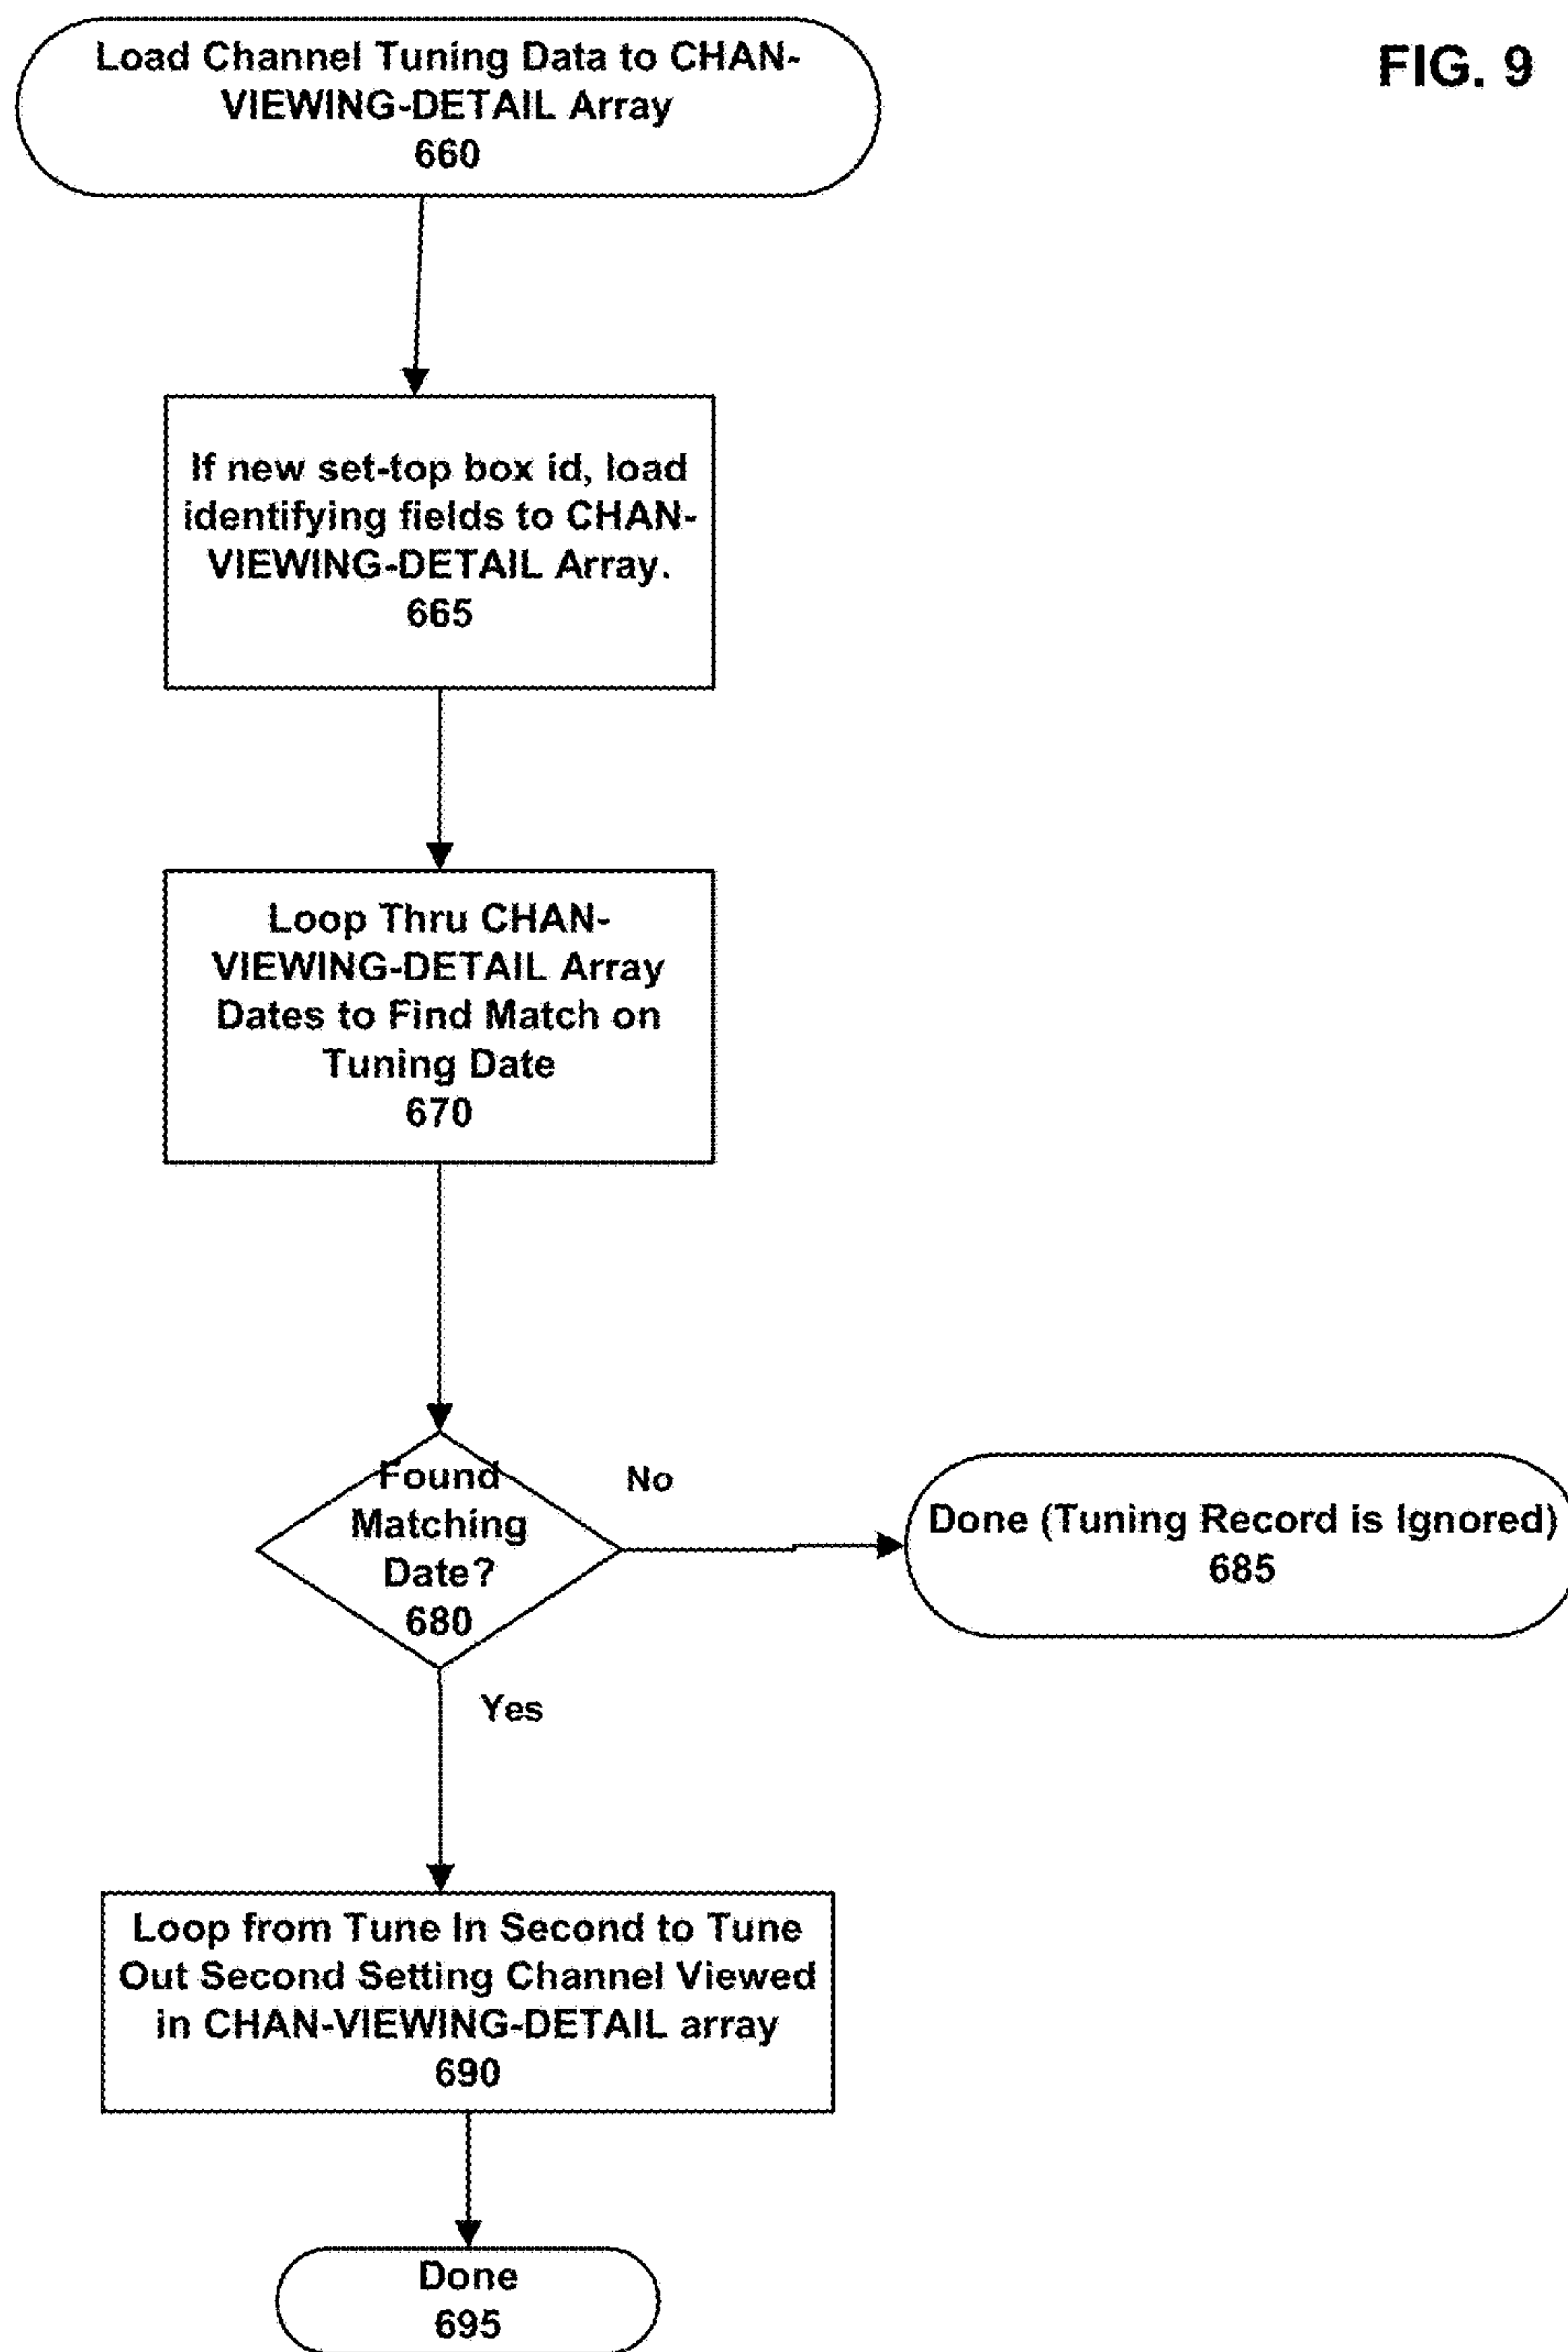 FIG. 9
Load Channel Tuning Data to CHAN-
VIEWING-DETAIL Array
660
If new set-top box id, load
identifying fields to CHAN-
VIEWING-DETAIL Array.
665
Loop Thru CHAN-
VIEWING-DETAIL Array
Dates to Find Match on
Tuning Date
670
Found
Matching
Date?
680
No
Done (Tuning Record is Ignored)
685
Yes
Loop from Tune In Second to Tune
Out Second Setting Channel Viewed
in CHAN-VIEWING-DETAIL array
690
Done
695